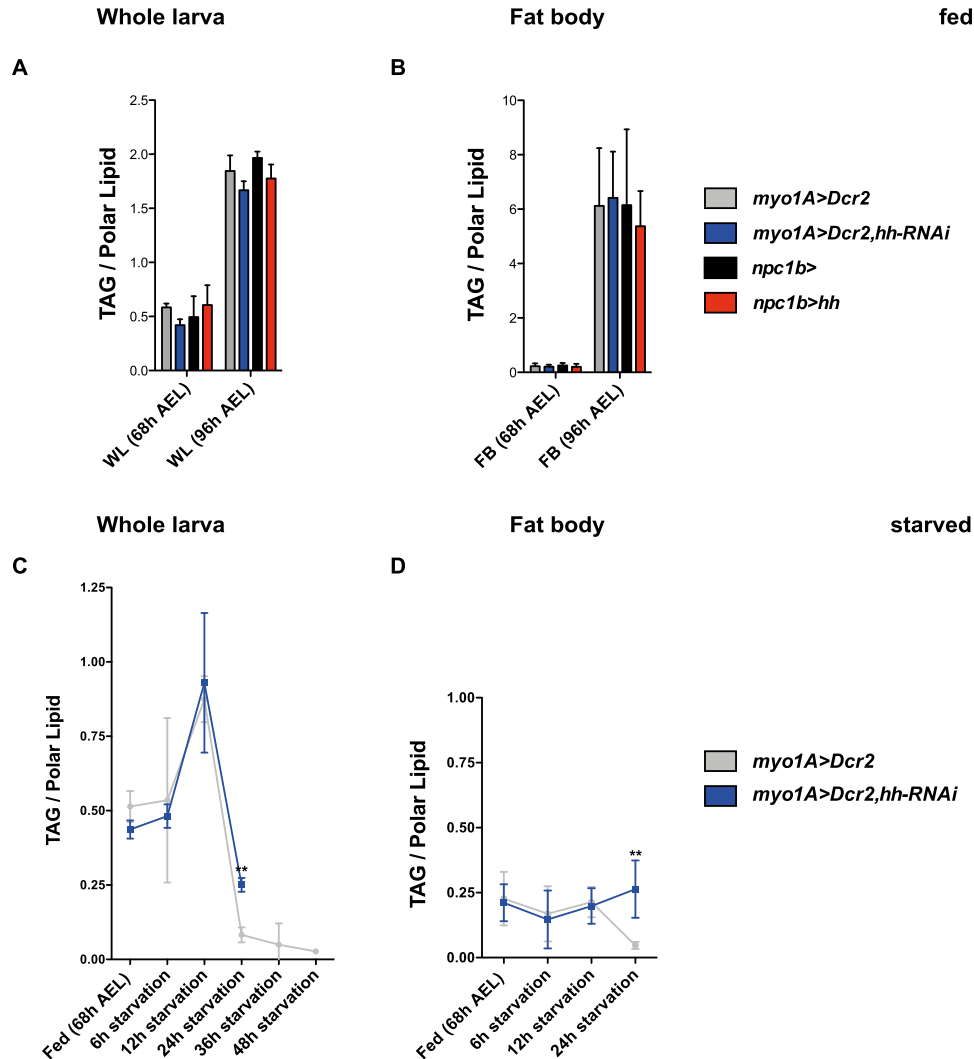 Whole larva
Fat body
fed
A
B
TAG / Polar Lipid
2.5
2.0
1.5
1.0
0.5
0.0
WL (68h AEL)
WL (96h AEL)
TAG / Polar Lipid
10
8
6
4
2
0
FB (68h AEL)
FB (96h AEL)
myo1A>Dcr2
myo1A>Dcr2,hh-RNAi
npc1b>
npc1b>hh
Whole larva
Fat body
starved
C
D
TAG / Polar Lipid
1.25
1.00
0.75
0.50
0.25
0.00
**
Fed (68h AEL)
6h starvation
12h starvation
24h starvation
36h starvation
48h starvation
TAG / Polar Lipid
1.00
0.75
0.50
0.25
0.00
**
Fed (68h AEL)
6h starvation
12h starvation
24h starvation
myo1A>Dcr2
myo1A>Dcr2,hh-RNAi